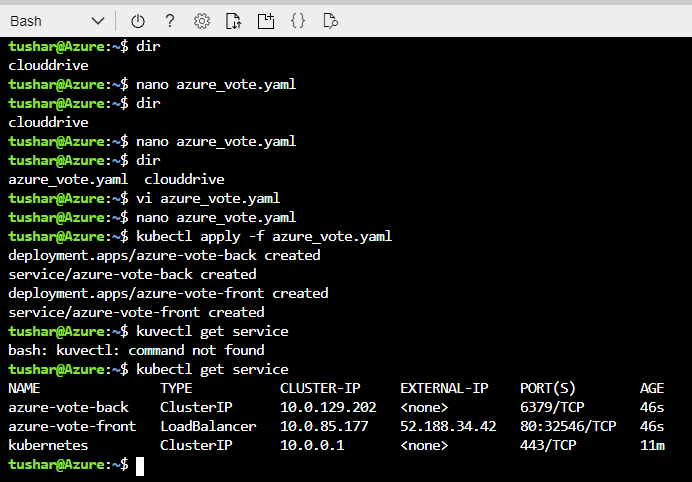 Bash
tushar@Azure:~$ dir
clouddrive
tushar@Azure:~$ nano azure_vote.yaml
tushar@Azure:~$ dir
clouddrive
tushar@Azure:~$ nano azure_vote.yaml
tushar@Azure:~$ dir
azure_vote.yaml  clouddrive
tushar@Azure:~$ vi azure_vote.yaml
tushar@Azure:~$ nano azure_vote.yaml
tushar@Azure:~$ kubectl apply -f azure_vote.yaml
deployment.apps/azure-vote-back created
service/azure-vote-back created
deployment.apps/azure-vote-front created
service/azure-vote-front created
tushar@Azure:~$ kuvectl get service
bash: kuvectl: command not found
tushar@Azure:~$ kubectl get service
NAME               TYPE           CLUSTER-IP     EXTERNAL-IP    PORT(S)        AGE
azure-vote-back    ClusterIP      10.0.129.202   <none>         6379/TCP       46s
azure-vote-front   LoadBalancer   10.0.85.177    52.188.34.42   80:32546/TCP   46s
kubernetes         ClusterIP      10.0.0.1       <none>         443/TCP        11m
tushar@Azure:~$